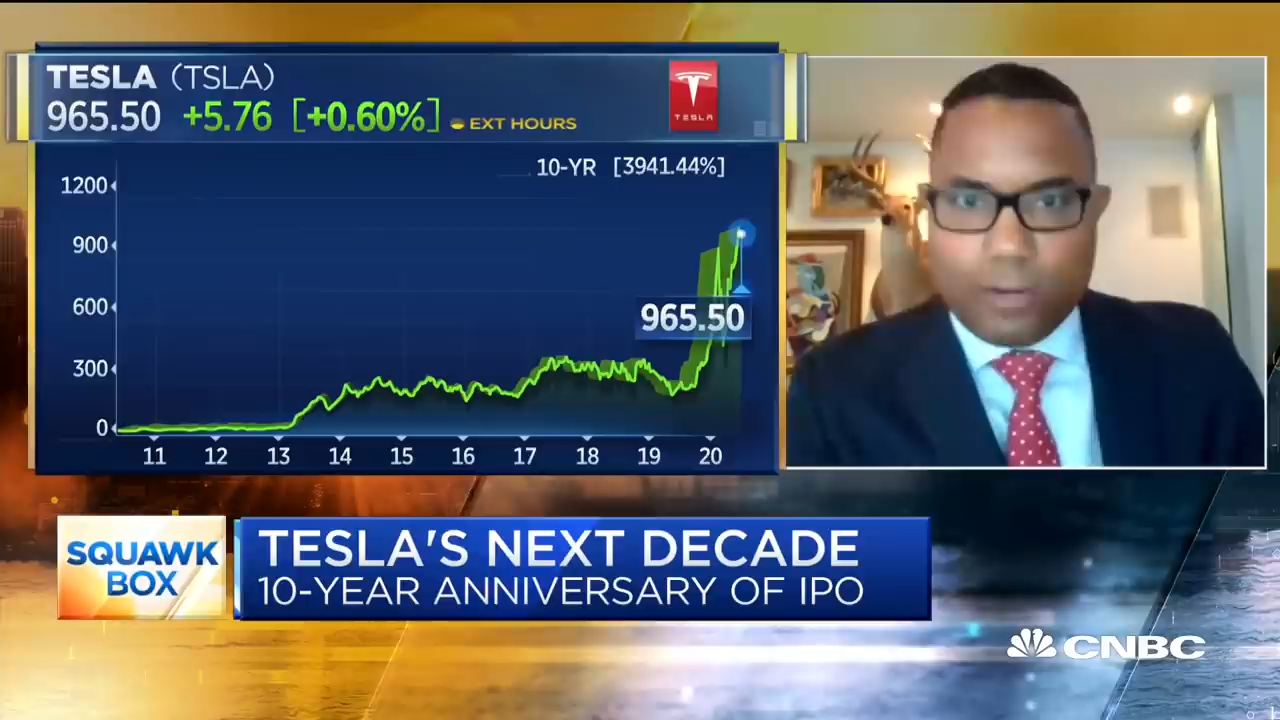 TESLA (TSLA)
965.50 +5.76 [+0.60%] EXT HOURS
TESLA
10-YR [3941.44%]
1200
900
600
300
0
965.50
11 12 13 14 15 16 17 18 19 20
SQUAWK
BOX
TESLA'S NEXT DECADE
10-YEAR ANNIVERSARY OF IPO
CNBC